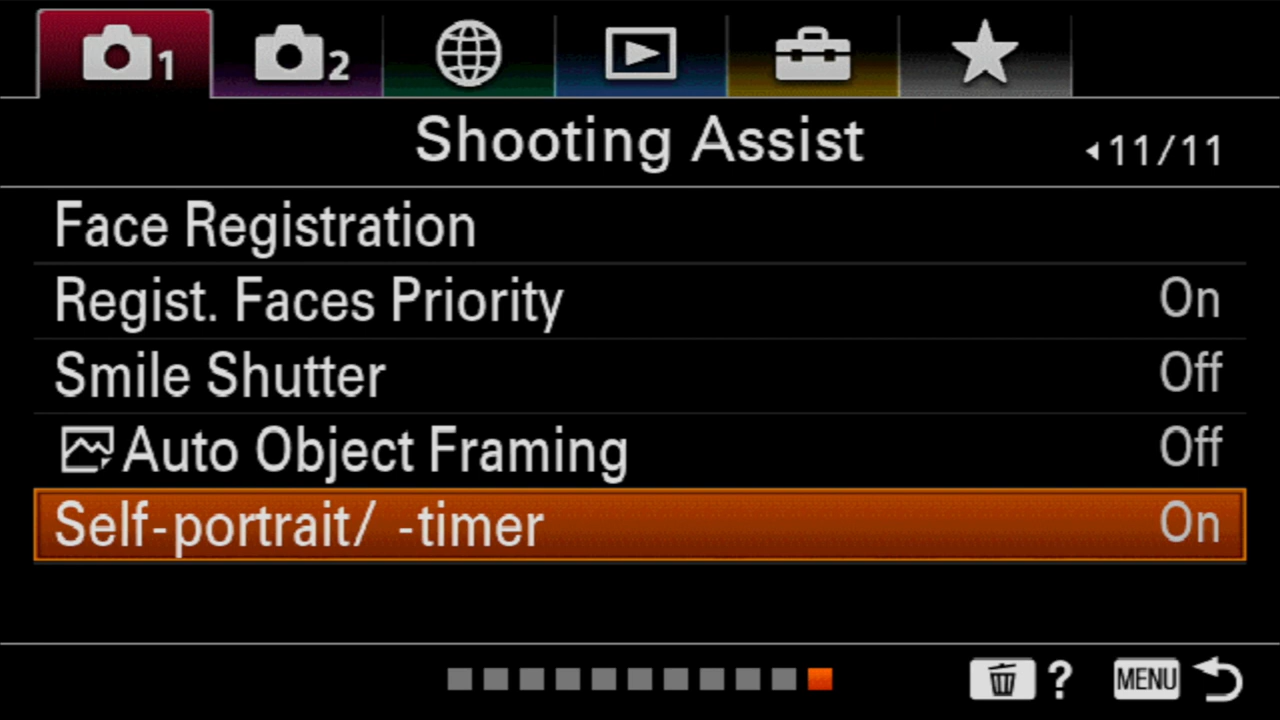 1 2
Shooting Assist
◄11/11
Face Registration
Regist. Faces Priority On
Smile Shutter Off
Auto Object Framing Off
Self-portrait/ -timer On
? MENU